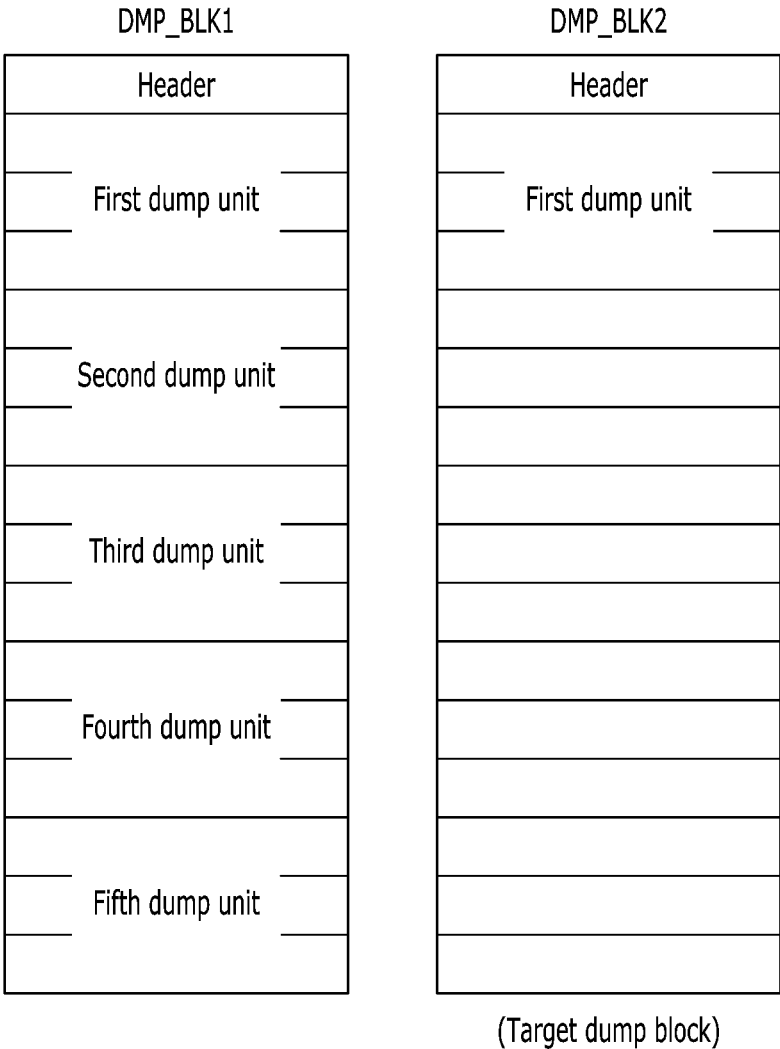 DMP_BLK1
Header
First dump unit
Second dump unit
Third dump unit
Fourth dump unit
Fifth dump unit
DMP_BLK2
Header
First dump unit
(Target dump block)